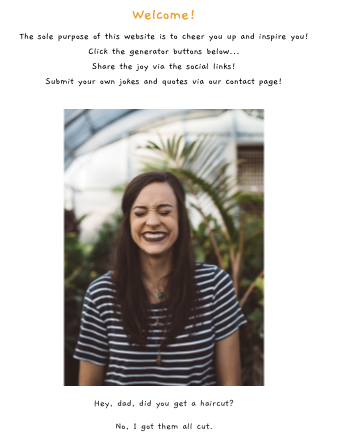 Welcome!
The sole purpose of this website is to cheer you up and inspire you!
Click the generator buttons below...
Share the joy via the social links!
Submit your own jokes and quotes via our contact page!
Hey, dad, did you get a haircut?
No, I got them all cut.